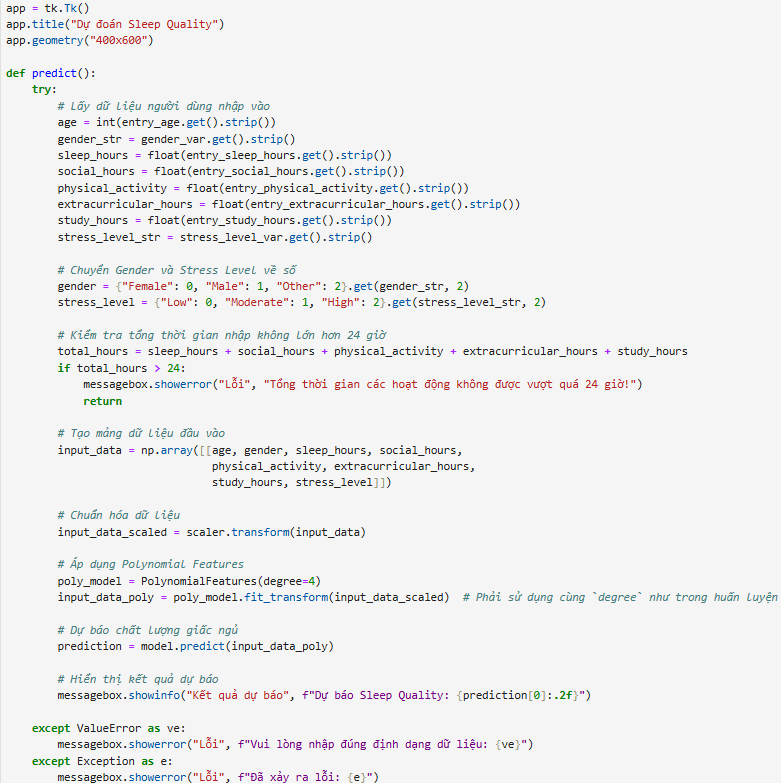 app = tk.Tk()
app.title("Dự đoán Sleep Quality")
app.geometry("400x600")
def predict():
try:
# Lấy dữ liệu người dùng nhập vào
age = int(entry_age.get().strip())
gender_str = gender_var.get().strip()
sleep_hours = float(entry_sleep_hours.get().strip())
social_hours = float(entry_social_hours.get().strip())
physical_activity = float(entry_physical_activity.get().strip())
extracurricular_hours = float(entry_extracurricular_hours.get().strip())
study_hours = float(entry_study_hours.get().strip())
stress_level_str = stress_level_var.get().strip()
# Chuyển Gender và Stress Level về số
gender = {"Female": 0, "Male": 1, "Other": 2}.get(gender_str, 2)
stress_level = {"Low": 0, "Moderate": 1, "High": 2}.get(stress_level_str, 2)
# Kiểm tra tổng thời gian nhập không lớn hơn 24 giờ
total_hours = sleep_hours + social_hours + physical_activity + extracurricular_hours + study_hours
if total_hours > 24:
messagebox.showerror("Lỗi", "Tổng thời gian các hoạt động không được vượt quá 24 giờ!")
return
# Tạo mảng dữ liệu đầu vào
input_data = np.array([[age, gender, sleep_hours, social_hours,
physical_activity, extracurricular_hours,
study_hours, stress_level]])
# Chuẩn hóa dữ liệu
input_data_scaled = scaler.transform(input_data)
# Áp dụng Polynomial Features
poly_model = PolynomialFeatures(degree=4)
input_data_poly = poly_model.fit_transform(input_data_scaled)  # Phải sử dụng cùng `degree` như trong huấn luyện
# Dự báo chất lượng giấc ngủ
prediction = model.predict(input_data_poly)
# Hiển thị kết quả dự báo
messagebox.showinfo("Kết quả dự báo", f"Dự báo Sleep Quality: {prediction[0]:.2f}")
except ValueError as ve:
messagebox.showerror("Lỗi", f"Vui lòng nhập đúng định dạng dữ liệu: {ve}")
except Exception as e:
messagebox.showerror("Lỗi", f"Đã xảy ra lỗi: {e}")